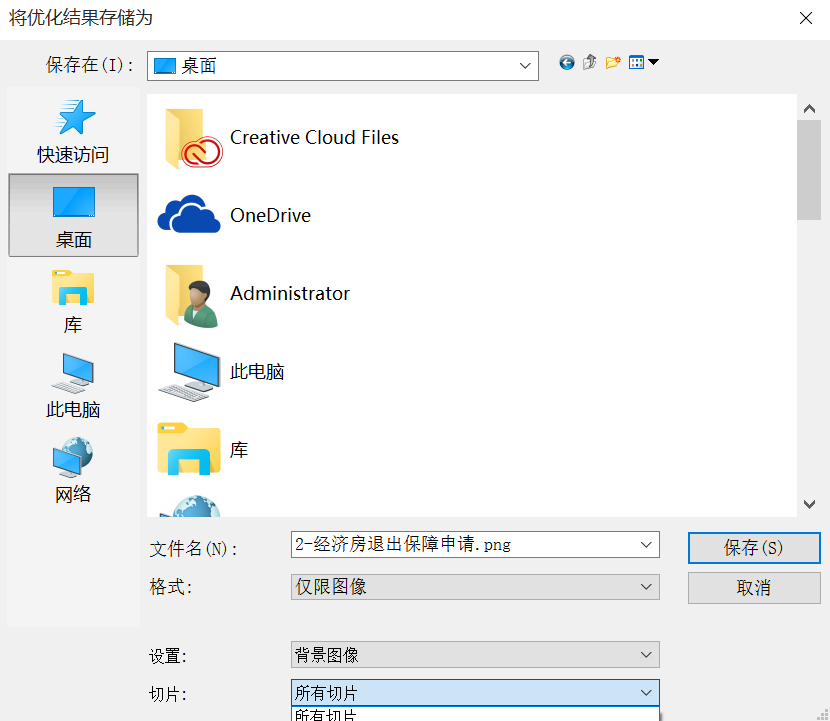 将优化结果存储为
保存在(I):
桌面
快速访问
桌面
库
此电脑
网络
Creative Cloud Files
OneDrive
Administrator
此电脑
库
文件名(N):
2-经济房退出保障申请.png
保存(S)
格式:
仅限图像
取消
设置:
背景图像
切片:
所有切片
所有切片